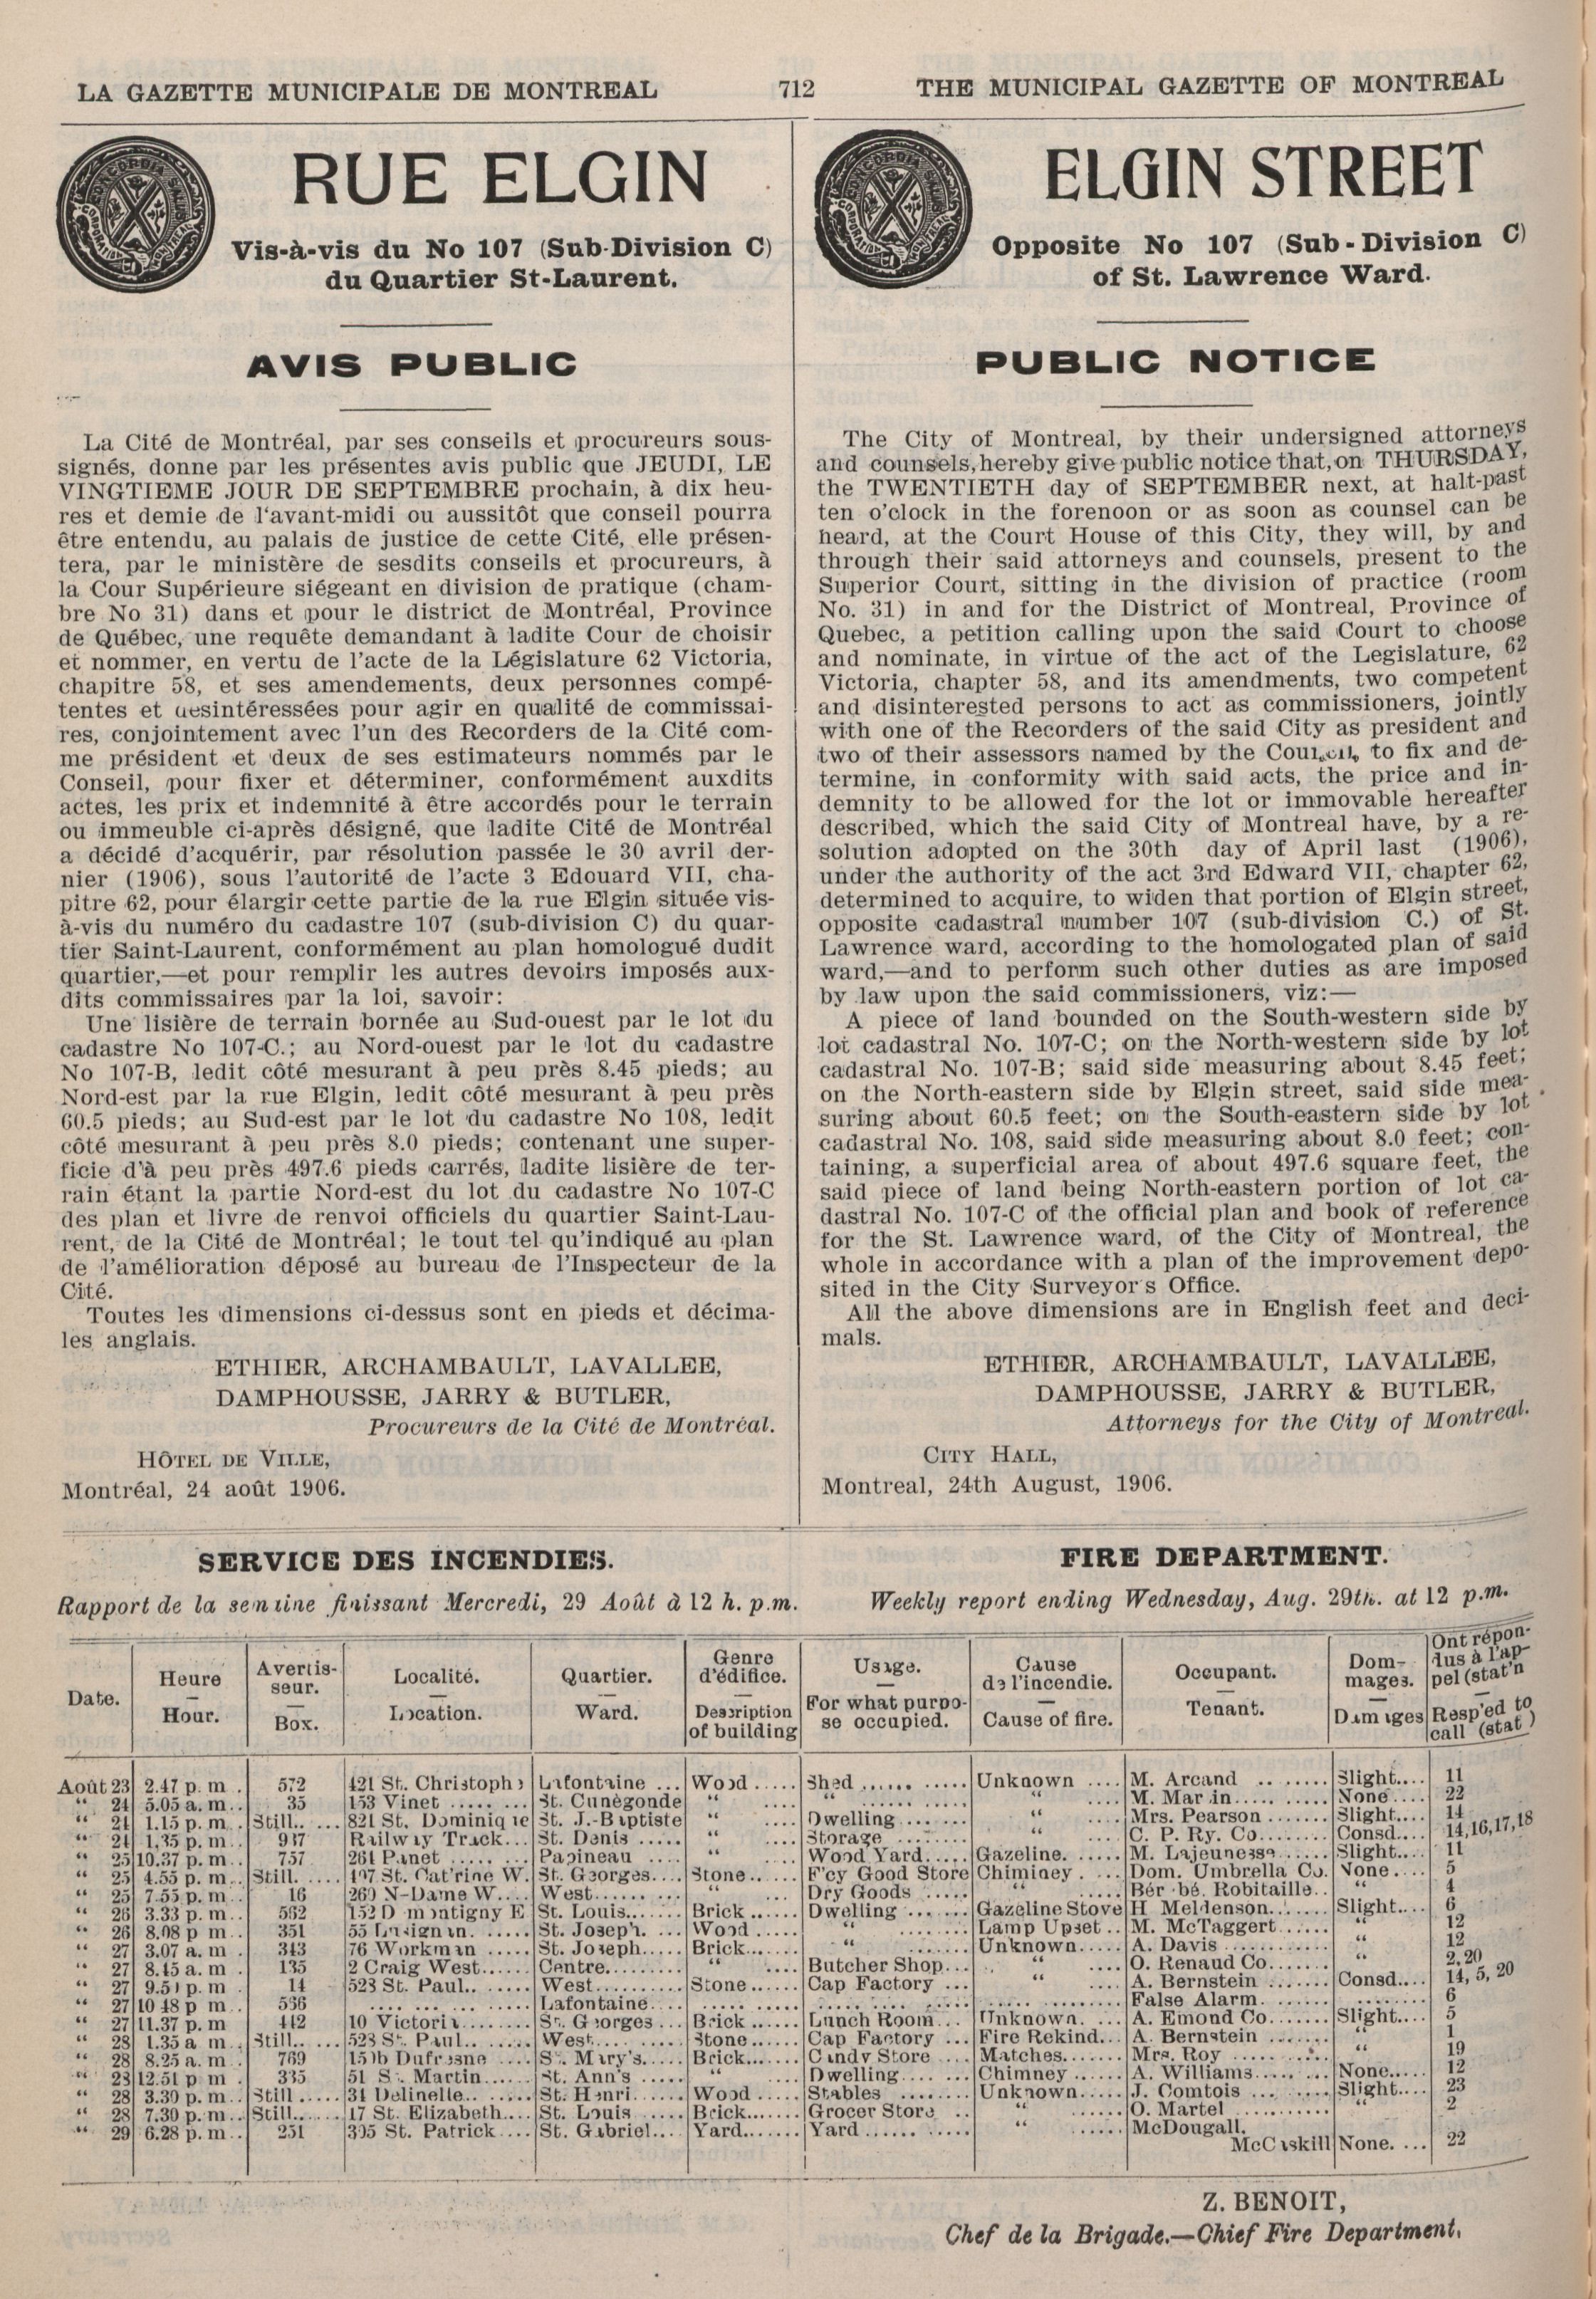 LA GAZETTE MUNICIPALE DE MONTREAL 712 THE MUNICIPAL GAZETTE OF MONTREAL
RUE ELGIN
Vis-à-vis du No 107 (Sub-Division C)
du Quartier St-Laurent.
AVIS PUBLIC
La Cité de Montréal, par ses conseils et procureurs sous-
signés, donne par les présentes avis public que JEUDI, LE
VINGTIEME JOUR DE SEPTEMBRE prochain, à dix heu-
res et demie de l'avant-midi ou aussitôt que conseil pourra
être entendu, au palais de justice de cette Cité, elle présen-
tera, par le ministère de sesdits conseils et procureurs, à
la Cour Supérieure siégeant en division de pratique (cham-
bre No 31) dans et pour le district de Montréal, Province
de Québec, une requête demandant à ladite Cour de choisir
et nommer, en vertu de l'acte de la Législature 62 Victoria,
chapitre 58, et ses amendements, deux personnes compé-
tentes et desintéressées pour agir en qualité de commissai-
res, conjointement avec l'un des Recorders de la Cité com-
me président et deux de ses estimateurs nommés par le
Conseil, pour fixer et déterminer, conformément auxdits
actes, les prix et indemnité à être accordés pour le terrain
ou immeuble ci-après désigné, que ladite Cité de Montréal
a décidé d'acquérir, par résolution passée le 30 avril der-
nier (1906), sous l'autorité de l'acte 3 Edouard VII, cha-
pitre 62, pour élargir cette partie de la rue Elgin située vis-
à-vis du numéro du cadastre 107 (sub-division C) du quar-
tier Saint-Laurent, conformément au plan homologué dudit
quartier,—et pour remplir les autres devoirs imposés aux-
dits commissaires par la loi, savoir:
Une lisière de terrain bornée au Sud-ouest par le lot du
cadastre No 107-C.; au Nord-ouest par le lot du cadastre
No 107-B, ledit côté mesurant à peu près 8.45 pieds; au
Nord-est par la rue Elgin, ledit côté mesurant à peu près
60.5 pieds; au Sud-est par le lot du cadastre No 108, ledit
côté mesurant à peu près 8.0 pieds; contenant une super-
ficie d'à peu près 497.6 pieds carrés, ladite lisière de ter-
rain étant la partie Nord-est du lot du cadastre No 107-C
des plan et livre de renvoi officiels du quartier Saint-Lau-
rent, de la Cité de Montréal; le tout tel qu'indiqué au plan
de l'amélioration déposé au bureau de l'Inspecteur de la
Cité.
Toutes les dimensions ci-dessus sont en pieds et décima-
les anglais.
ETHIER, ARCHAMBAULT, LAVALLEE,
DAMPHOUSSE, JARRY & BUTLER,
Procureurs de la Cité de Montréal.
HÔTEL DE VILLE,
Montréal, 24 août 1906.
ELGIN STREET
Opposite No 107 (Sub-Division C)
of St. Lawrence Ward.
PUBLIC NOTICE
The City of Montreal, by their undersigned attorneys
and counsels, hereby give public notice that, on THURSDAY,
the TWENTIETH day of SEPTEMBER next, at halt-past
ten o'clock in the forenoon or as soon as counsel can be
heard, at the Court House of this City, they will, by and
through their said attorneys and counsels, present to the
Superior Court, sitting in the division of practice (room
No. 31) in and for the District of Montreal, Province of
Quebec, a petition calling upon the said Court to choose
and nominate, in virtue of the act of the Legislature, 62
Victoria, chapter 58, and its amendments, two competent
and disinterested persons to act as commissioners, jointly
with one of the Recorders of the said City as president and
two of their assessors named by the Council, to fix and de-
termine, in conformity with said acts, the price and in-
demnity to be allowed for the lot or immovable hereafter
described, which the said City of Montreal have, by a re-
solution adopted on the 30th day of April last (1906),
under the authority of the act 3rd Edward VII, chapter 62,
determined to acquire, to widen that portion of Elgin street,
opposite cadastral number 107 (sub-division C.) of St.
Lawrence ward, according to the homologated plan of said
ward,—and to perform such other duties as are imposed
by law upon the said commissioners, viz:—
A piece of land bounded on the South-western side by
lot cadastral No. 107-C; on the North-western side by lot
cadastral No. 107-B; said side measuring about 8.45 feet;
on the North-eastern side by Elgin street, said side mea-
suring about 60.5 feet; on the South-eastern side by lot
cadastral No. 108, said side measuring about 8.0 feet; con-
taining, a superficial area of about 497.6 square feet, the
said piece of land being North-eastern portion of lot ca-
dastral No. 107-C of the official plan and book of reference
for the St. Lawrence ward, of the City of Montreal, the
whole in accordance with a plan of the improvement depo-
sited in the City Surveyor s Office.
All the above dimensions are in English feet and deci-
mals.
ETHIER, ARCHAMBAULT, LAVALLEE,
DAMPHOUSSE, JARRY & BUTLER,
Attorneys for the City of Montreal.
CITY HALL,
Montreal, 24th August, 1906.
SERVICE DES INCENDIES. FIRE DEPARTMENT.
Rapport de la semaine finissant Mercredi, 29 Août à 12 h. p.m. Weekly report ending Wednesday, Aug. 29th. at 12 p.m.
Date. Heure — Hour. Avertis-seur. — Box. Localité. — Location. Quartier. — Ward. Genre d'édifice. — Description of building Usage. — For what purpo-se occupied. Cause de l'incendie. — Cause of fire. Occupant. — Tenant. Dom-mages. — Damages Ont répon-dus à l'ap-pel (stat'n Resp'ed to call (stat)
Août 23 2.47 p. m. 572 421 St. Christophe Lafontaine ... Wood ..... Shed ........... Unknown .... M. Arcand ........ Slight.... 11
“ 24 5.05 a. m.. 35 153 Vinet ........ St. Cunégonde “ .... “ ........... “ .... M. Mar in..... None.... 22
“ 24 1.15 p. m.. Still..... 821 St. Dominique St. J.-Baptiste “ .... Dwelling....... “ Mrs. Pearson ....... Slight.... 14
“ 24 1.35 p. m.. 937 Railway Track... St. Denis ..... “ .... Storage ........ “ .... C. P. Ry. Co........ Consd.... 14,16,17,18
“ 25 10.37 p. m.. 757 261 Panet ........ Papineau .... “ .... Wood Yard..... Gazeline. ..... M. Lajeunesse...... Slight.... 11
“ 25 4.55 p. m.. Still..... 497 St. Cat'rine W. St. Georges.... Stone..... F'cy Good Store Chiminey .... Dom. Umbrella Co. None.... 5
“ 25 7.55 p. m.. 16 260 N-Dame W.... West....... “ ... Dry Goods ..... “ ..... Bér bé. Robitaille.. “ 4
“ 26 3.33 p. m.. 562 152 D montigny E St. Louis...... Brick ...... Dwelling ....... Gazeline Stove H Meldenson....... Slight.... 6
“ 26 8.08 p m.. 351 55 Lusignan. ..... St. Joseph. .... Wood...... “ ........ Lamp Upset.. M. McTaggert...... “ 12
“ 27 3.07 a. m. 343 76 Workman ..... St. Joseph..... Brick....... “ ....... Unknown..... A. Davis .......... “ 12
“ 27 8.15 a. m. 135 2 Craig West...... Centre......... “ .... Butcher Shop... “ .... O. Renaud Co....... “ 2,20
“ 27 9.51 p. m. 14 523 St. Paul....... West........... Stone...... Cap Factory ... “ .... A. Bernstein ....... Consd.... 14, 5, 20
“ 27 10 48 p m.. 536 ............. Lafontaine.... ........ ............. ............. False Alarm. ...... ........ 6
“ 27 11.37 p. m 442 10 Victoria........ St. Georges ... Brick ...... Lunch Room... Unknown. .... A. Emond Co....... Slight.... 5
“ 28 1.35 a m.. Still...... 523 St. Paul....... West........... Stone...... Cap Factory ... Fire Rekind... A. Bernstein ....... “ 1
“ 28 8.25 a. m.. 769 159b Dufresne .... St. Mary's..... Brick....... Candy Store .... Matches....... Mrs. Roy ......... “ 19
“ 28 12.51 p m . 335 51 St. Martin...... St. Ann's ..... “ Dwelling....... Chimney ..... A. Williams....... None..... 12
“ 28 3.30 p. m.. Still ..... 31 Delinelle....... St. Henri...... Wood ..... Stables ........ Unknown..... J. Comtois ........ Slight.... 23
“ 28 7.30 p. m.. Still..... 17 St. Elizabeth.... St. Louis ..... Brick....... Grocer Store .. “ ...... O. Martel .......... “ 2
“ 29 6.28 p. m.. 251 305 St. Patrick.... St. Gabriel.... Yard....... Yard ........... “ ...... McDougall.
McCaskill None. ... 22
Z. BENOIT,
Chef de la Brigade.—Chief Fire Department.